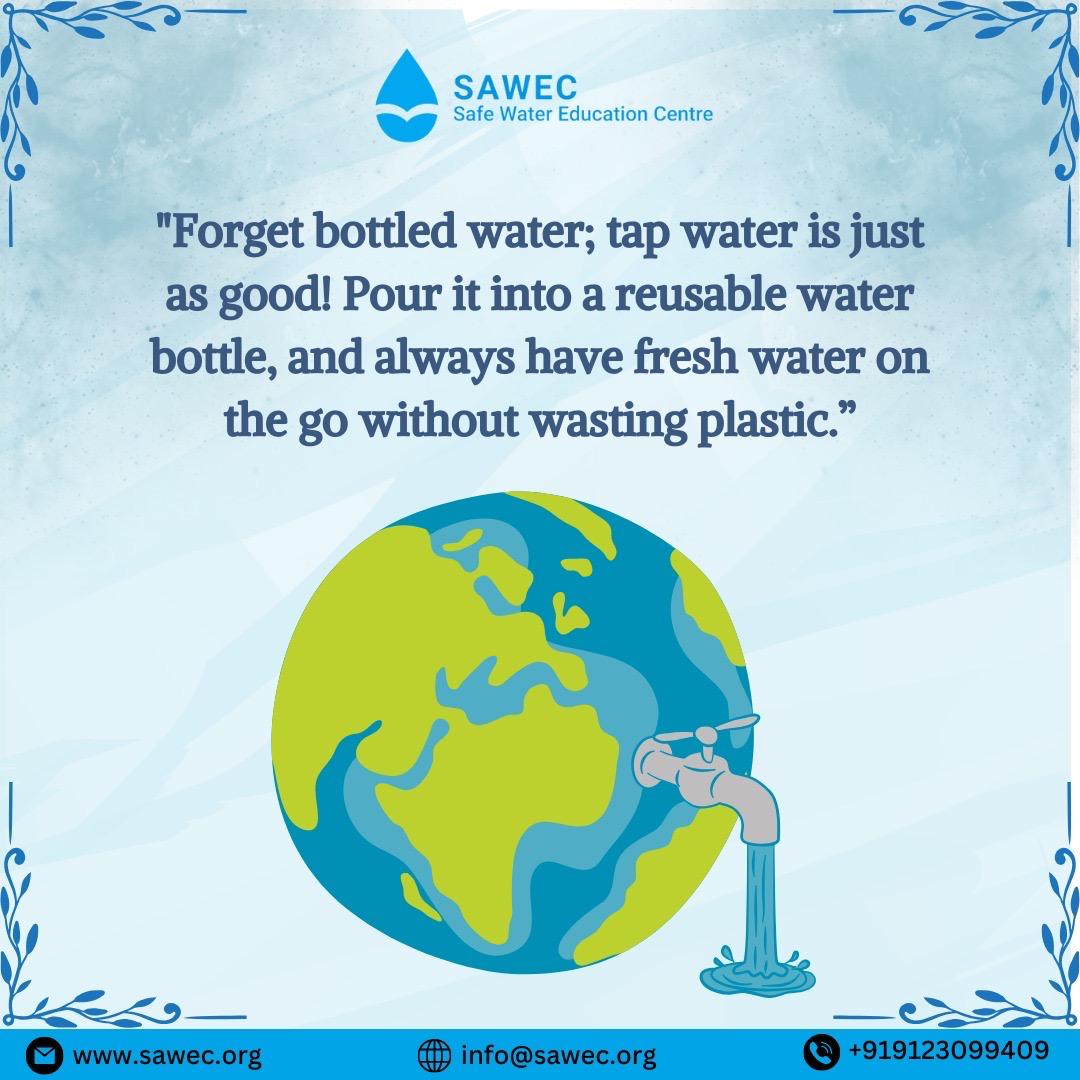 SAWEC
Safe Water Education Centre
"Forget bottled water; tap water is just
as good! Pour it into a reusable water
bottle, and always have fresh water on
the go without wasting plastic.”
www.sawec.org
info@sawec.org
+919123099409